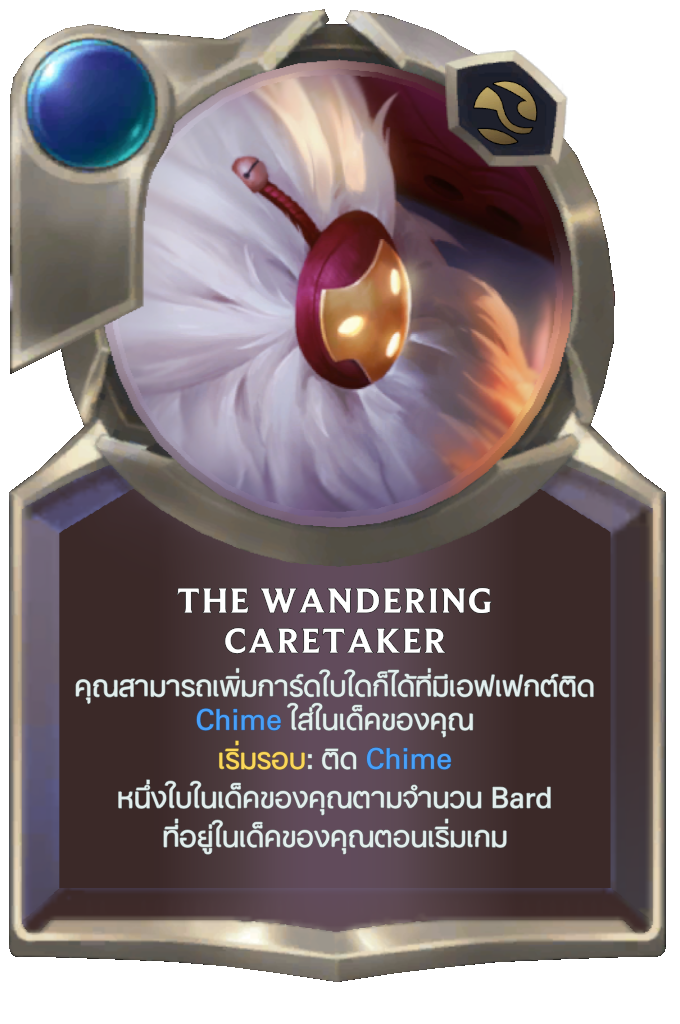 THE WANDERING
CARETAKER
คุณสามารถเพิ่มการ์ดใบใดก็ได้ที่มีเอฟเฟกต์ติด
Chime ใส่ในเด็คของคุณ
เริ่มรอบ: ติด Chime
หนึ่งใบในเด็คของคุณตามจำนวน Bard
ที่อยู่ในเด็คของคุณตอนเริ่มเกม